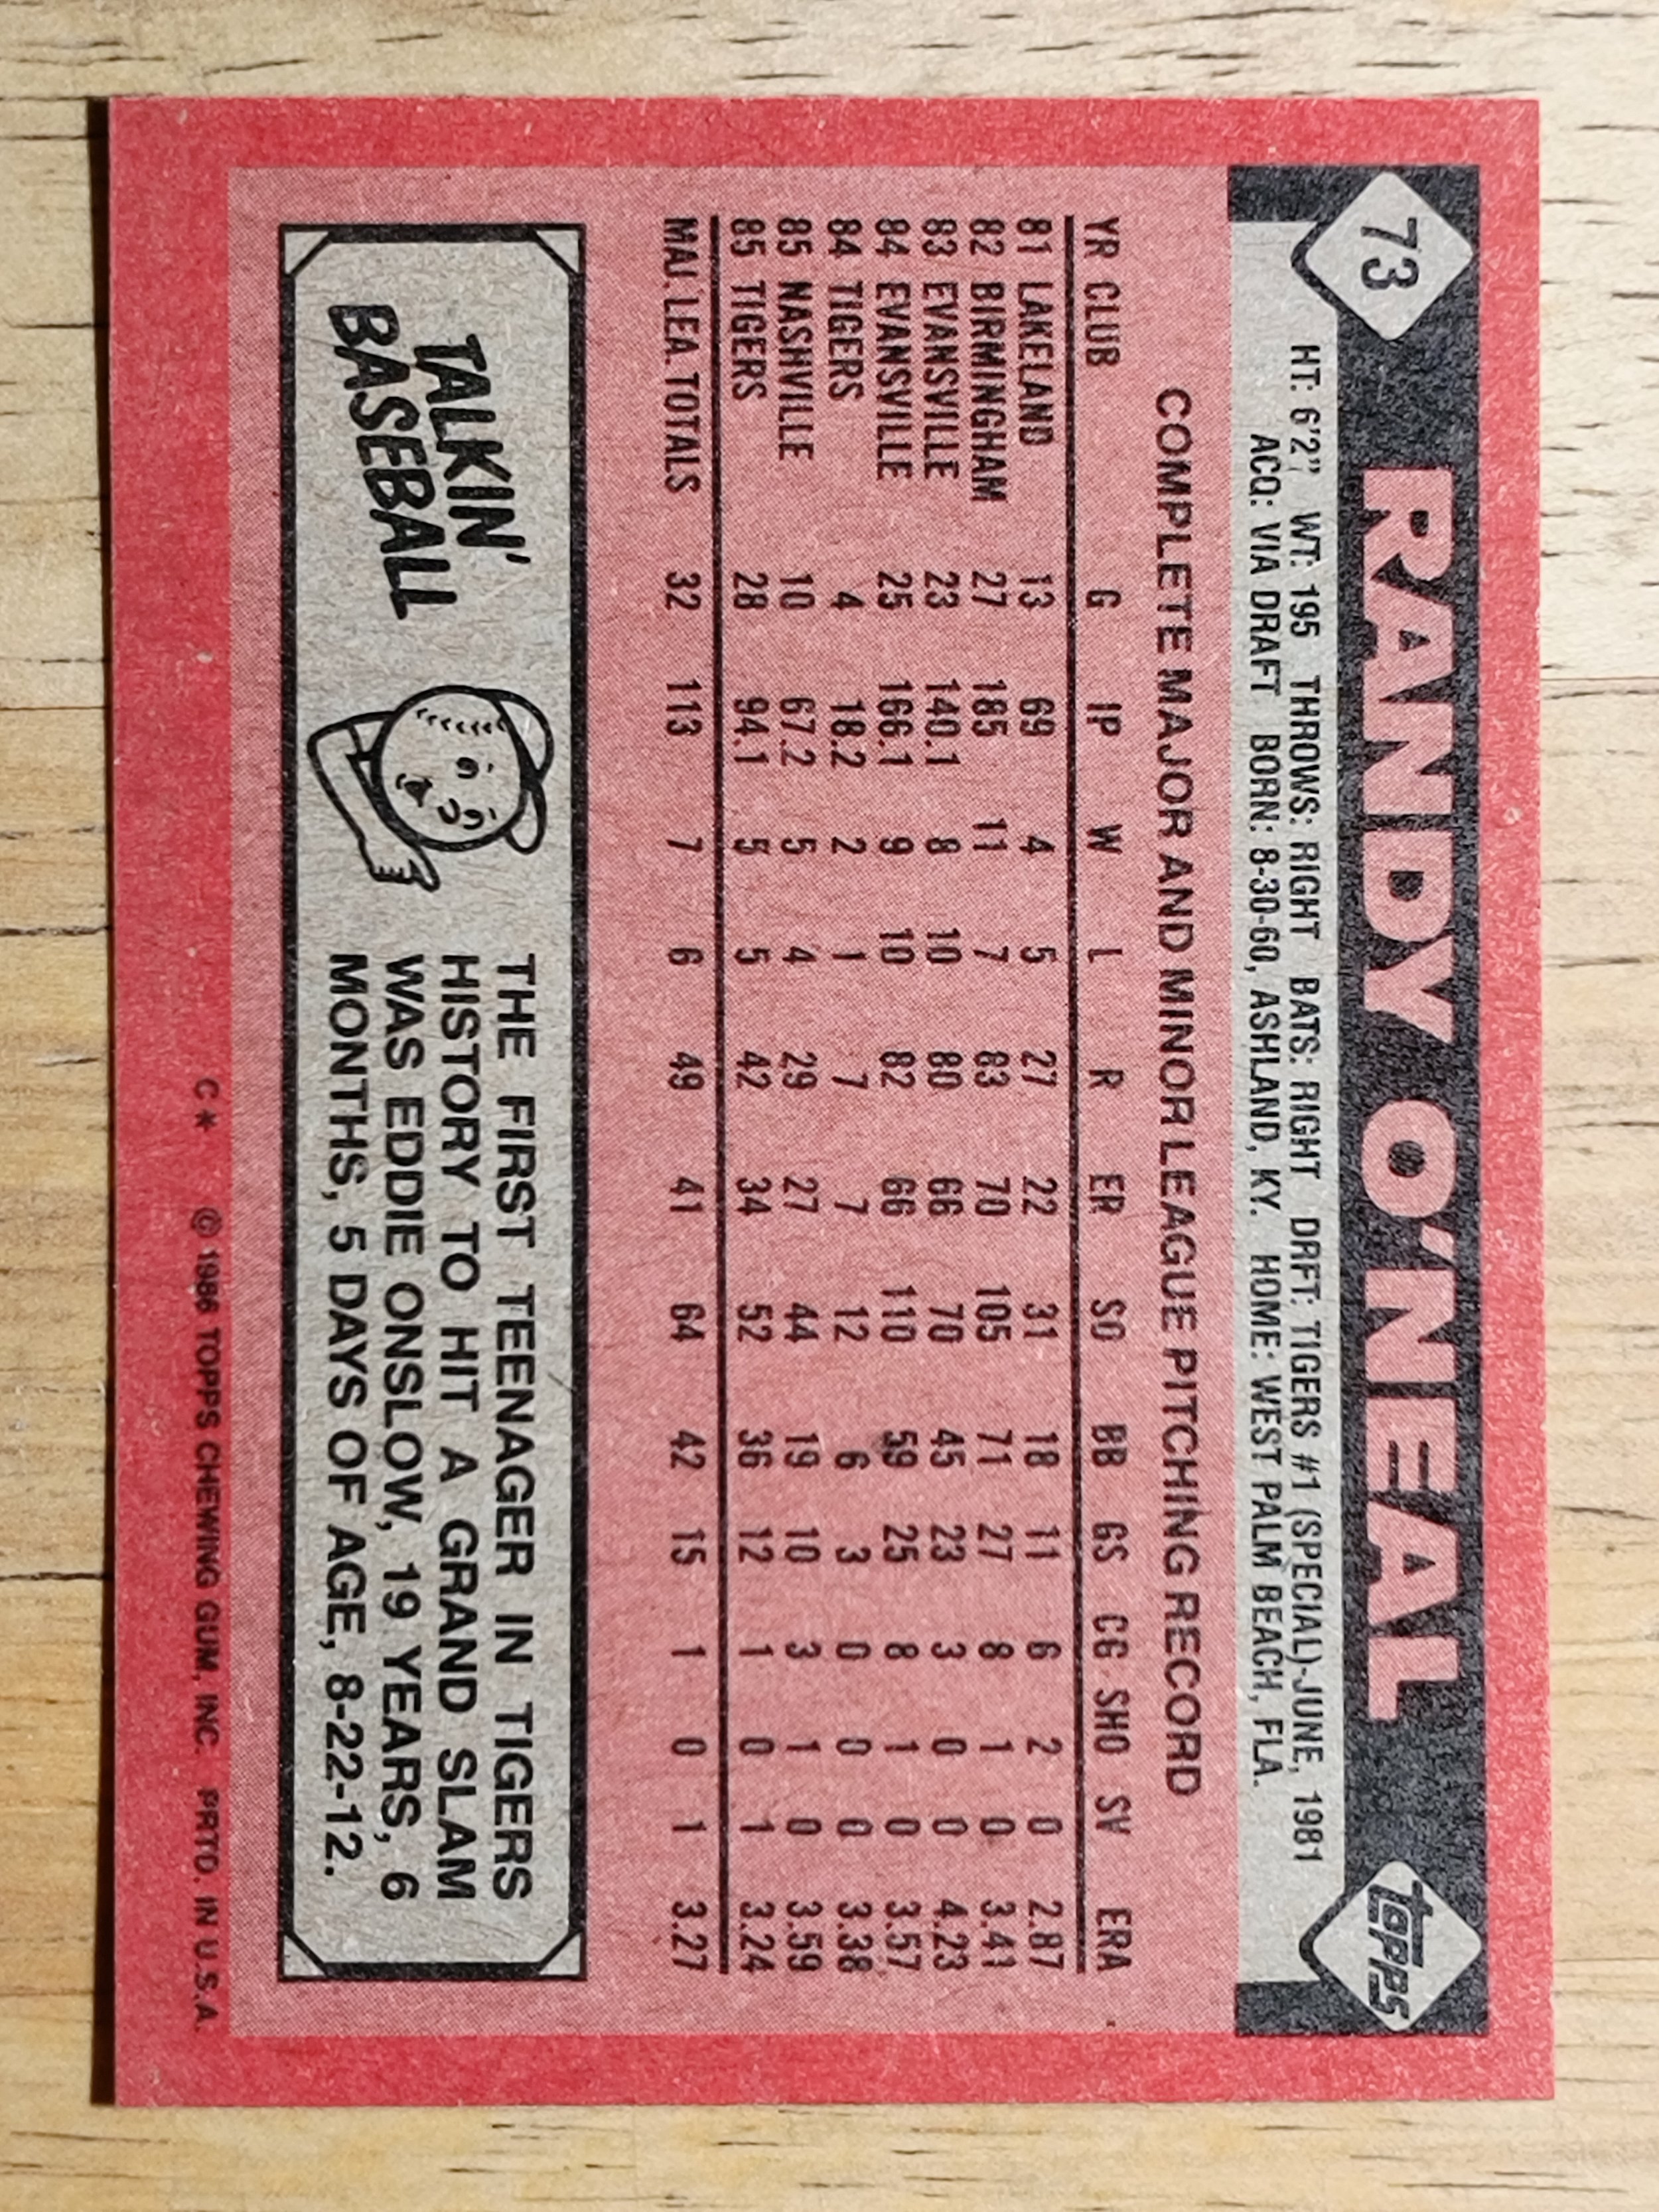 73 RANDY O'NEAL TOPPS
HT: 6'2" WT: 195 THROWS: RIGHT BATS: RIGHT DRFT: TIGERS #1 (SPECIAL)-JUNE, 1981
ACQ: VIA DRAFT BORN: 8-30-60, ASHLAND, KY. HOME: WEST PALM BEACH, FLA.
COMPLETE MAJOR AND MINOR LEAGUE PITCHING RECORD
YR CLUB G IP W L R ER SO BB GS CG SHO SV ERA
81 LAKELAND 13 69 4 5 27 22 31 18 11 6 2 0 2.87
82 BIRMINGHAM 27 185 11 7 83 70 105 71 27 8 1 0 3.41
83 EVANSVILLE 23 140.1 8 10 80 66 70 45 23 3 0 0 4.23
84 EVANSVILLE 25 166.1 9 10 82 66 110 59 25 8 1 0 3.57
84 TIGERS 4 18.2 2 1 7 7 12 6 3 0 0 0 3.38
85 NASHVILLE 10 67.2 5 4 29 27 44 19 10 3 1 0 3.59
85 TIGERS 28 94.1 5 5 42 34 52 36 12 1 0 1 3.24
MAJ. LEA. TOTALS 32 113 7 6 49 41 64 42 15 1 0 1 3.27
TALKIN'
BASEBALL
THE FIRST TEENAGER IN TIGERS
HISTORY TO HIT A GRAND SLAM
WAS EDDIE ONSLOW, 19 YEARS, 6
MONTHS, 5 DAYS OF AGE, 8-22-12.
C* © 1986 TOPPS CHEWING GUM, INC. PRTD. IN U.S.A.